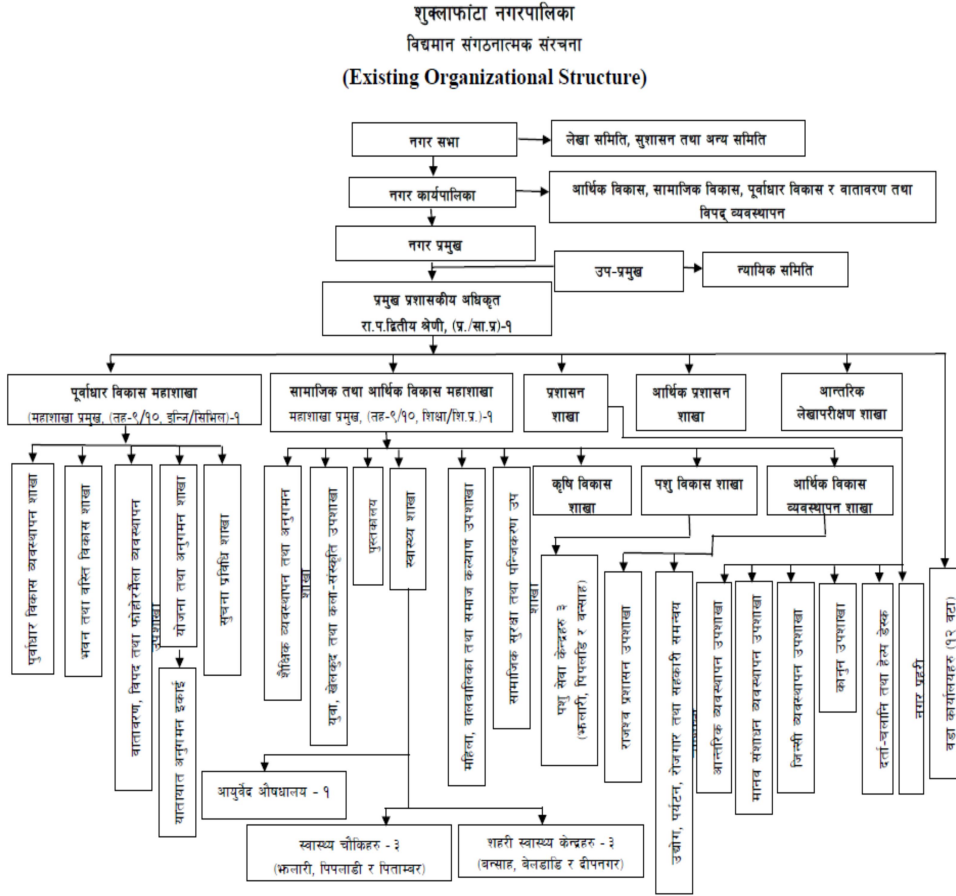 शुक्लाफांटा नगरपालिका
विद्यमान संगठनात्मक संरचना
(Existing Organizational Structure)
नगर सभा
लेखा समिति, सुशासन तथा अन्य समिति
नगर कार्यपालिका
आर्थिक विकास, सामाजिक विकास, पूर्वाधार विकास र वातावरण तथा
विपद् व्यवस्थापन
नगर प्रमुख
उप-प्रमुख
न्यायिक समिति
प्रमुख प्रशासकीय अधिकृत
रा.प.द्वितीय श्रेणी, (प्र./सा.प्र)-१
पूर्वाधार विकास महाशाखा
(महाशाखा प्रमुख, (तह-९/१०, इन्जि/सिभिल)-१
सामाजिक तथा आर्थिक विकास महाशाखा
महाशाखा प्रमुख, (तह-९/१०, शिक्षा/शि.प्र.)-१
प्रशासन
शाखा
आर्थिक प्रशासन
शाखा
आन्तरिक
लेखापरीक्षण शाखा
पुर्वाधार विकास व्यवस्थापन शाखा
भवन तथा वस्ति विकास शाखा
वातावरण, विपद तथा फोहोरमैला व्यवस्थापन
उपशाखा
योजना तथा अनुगमन शाखा
सुचना प्रविधि शाखा
यातायात अनुगमन इकाई
शैक्षिक व्यवस्थापन तथा अनुगमन
शाखा
युवा, खेलकुद तथा कला-संस्कृति उपशाखा
पुस्तकालय
स्वास्थ्य शाखा
महिला, वालवालिका तथा समाज कल्याण उपशाखा
सामाजिक सुरक्षा तथा पन्जिकरण उप
शाखा
कृषि विकास
शाखा
पशु विकास शाखा
आर्थिक विकास
व्यवस्थापन शाखा
पशु सेवा केन्द्रहरु ३
(झलारी, पिपलडि र वन्साह)
राजश्व प्रशासन उपशाखा
उद्योग, पर्यटन, रोजगार तथा सहकारी समन्वय
आन्तरिक व्यवस्थापन उपशाखा
मानव संशाधन व्यवस्थापन उपशाखा
जिन्सी व्यवस्थापन उपशाखा
कानुन उपशाखा
दर्ता-चलानि तथा हेल्प डेस्क
नगर प्रहरी
वडा कार्यालयहरु (१२ वटा)
आयुर्वेद औषधालय - १
स्वास्थ्य चौकिहरु - ३
(झलारी, पिपलाडी र पिताम्वर)
शहरी स्वास्थ्य केन्द्रहरु - ३
(वन्साह, बेलडाडि र दीपनगर)